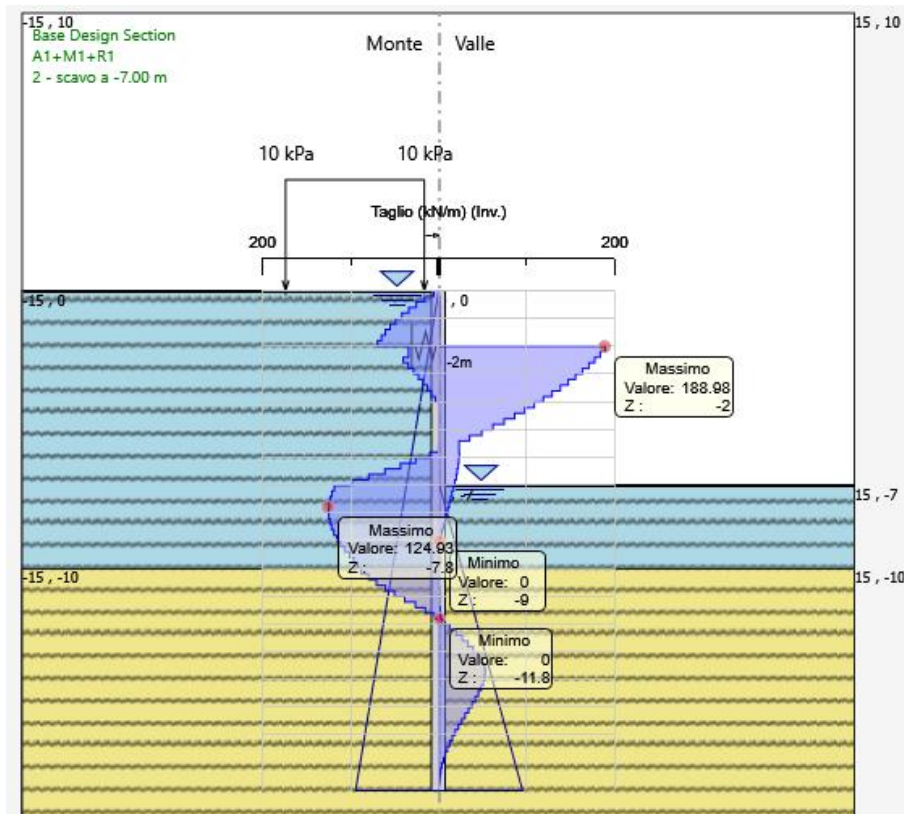 -15 , 10
15 , 10
Base Design Section
A1+M1+R1
2 - scavo a -7.00 m
Monte
Valle
10 kPa
10 kPa
Taglio (kN/m) (Inv.)
200
200
-15 , 0
, 0
-2m
Massimo
Valore: 188.98
Z : -2
15 , -7
Massimo
Valore: 124.93
Z : -7.8
Minimo
Valore: 0
Z : -9
-15 , -10
15 , -10
Minimo
Valore: 0
Z : -11.8